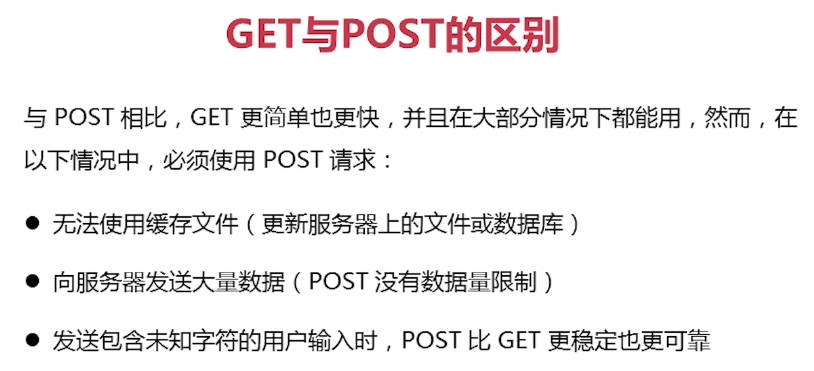 GET与POST的区别
与 POST 相比，GET 更简单也更快，并且在大部分情况下都能用，然而，在
以下情况中，必须使用 POST 请求：
● 无法使用缓存文件（更新服务器上的文件或数据库）
● 向服务器发送大量数据（POST 没有数据量限制）
● 发送包含未知字符的用户输入时，POST 比 GET 更稳定也更可靠